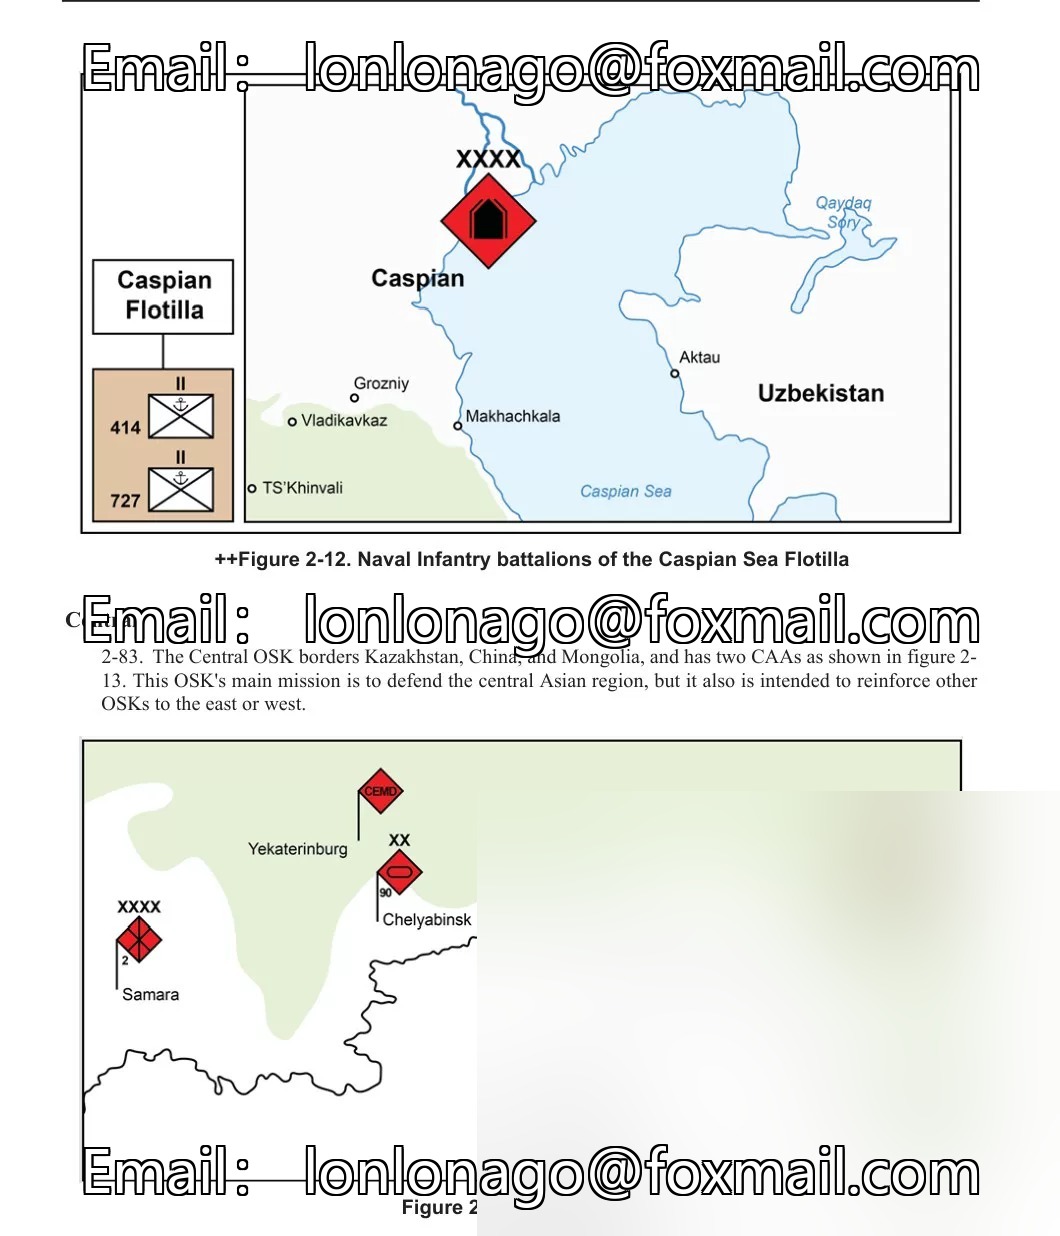 Email: lonlonago@foxmail.com
XXXX
Qaydaq
Sory
Caspian
Caspian
Flotilla
II
414
II
727
Grozniy
Vladikavkaz
TS'Khinvali
Makhachkala
Aktau
Uzbekistan
Caspian Sea
++Figure 2-12. Naval Infantry battalions of the Caspian Sea Flotilla
Email: lonlonago@foxmail.com
Central
2-83. The Central OSK borders Kazakhstan, China, and Mongolia, and has two CAAs as shown in figure 2-
13. This OSK's main mission is to defend the central Asian region, but it also is intended to reinforce other
OSKs to the east or west.
CEMD
Yekaterinburg
XX
90
Chelyabinsk
XXXX
2
Samara
Email: lonlonago@foxmail.com
Figure 2